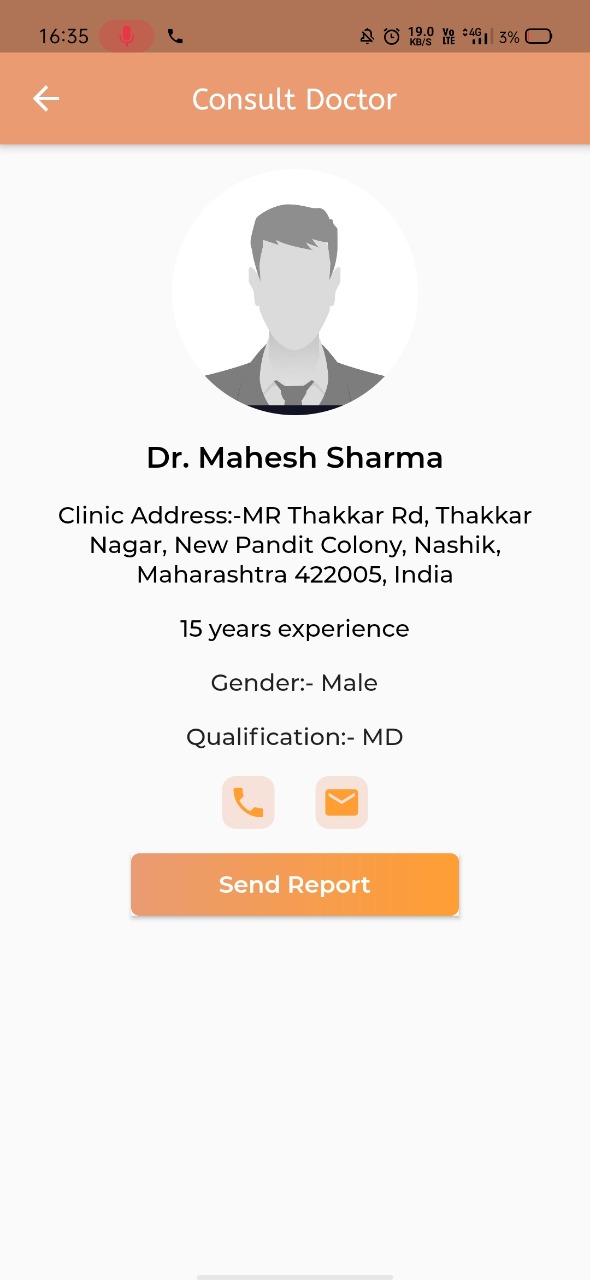 16:35 19.0 KB/S Vo LTE 4G 3%
Consult Doctor
Dr. Mahesh Sharma
Clinic Address:-MR Thakkar Rd, Thakkar
Nagar, New Pandit Colony, Nashik,
Maharashtra 422005, India
15 years experience
Gender:- Male
Qualification:- MD
Send Report